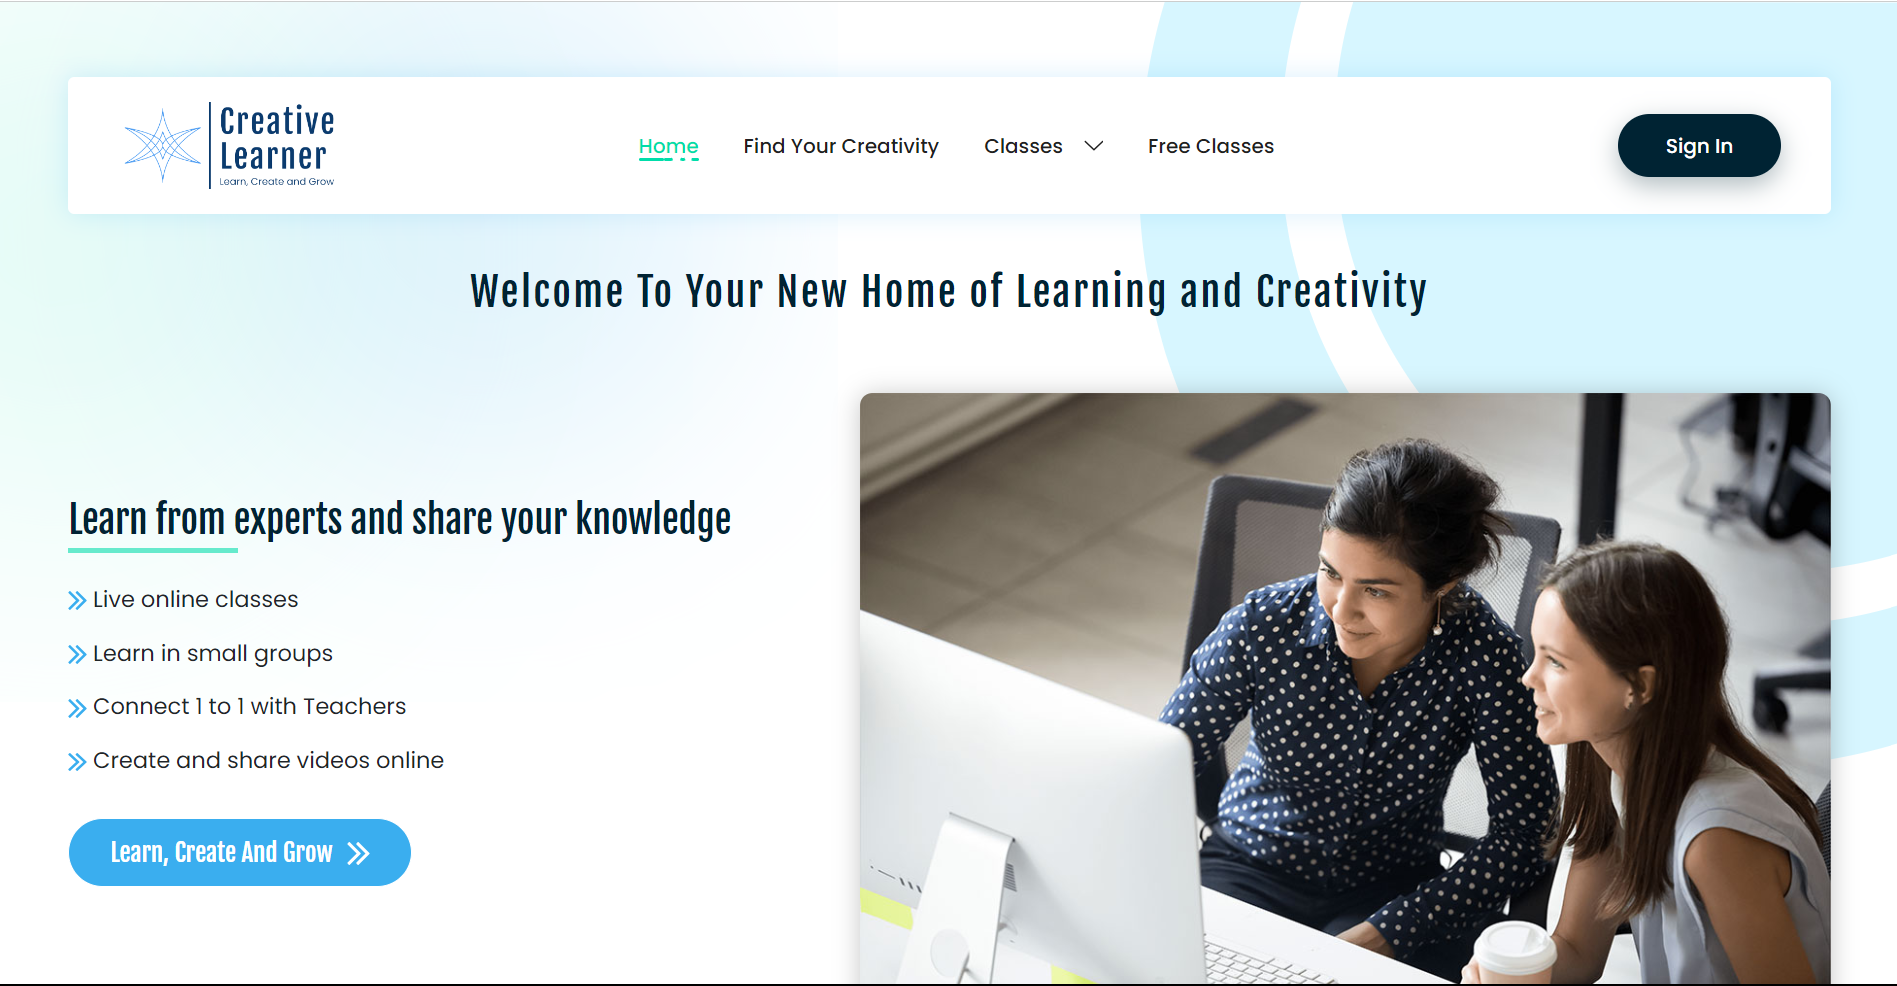 Creative
Learner
Learn, Create and Grow
Home
Find Your Creativity
Classes
Free Classes
Sign In
Welcome To Your New Home of Learning and Creativity
Learn from experts and share your knowledge
Live online classes
Learn in small groups
Connect 1 to 1 with Teachers
Create and share videos online
Learn, Create And Grow